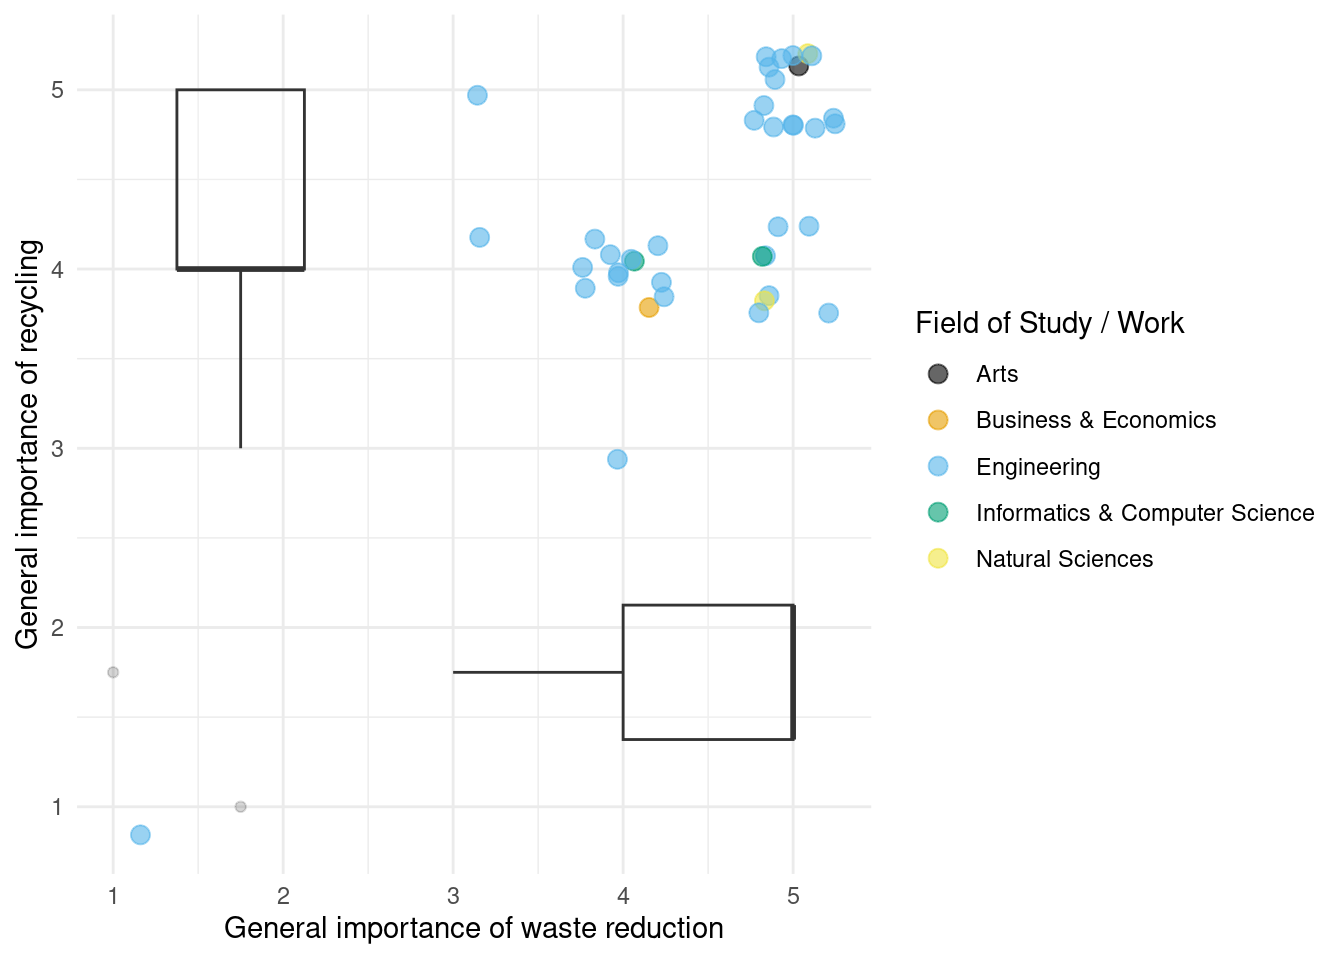 General importance of recycling
5
4
3
2
1
1 2 3 4 5
General importance of waste reduction
Field of Study / Work
Arts
Business & Economics
Engineering
Informatics & Computer Science
Natural Sciences